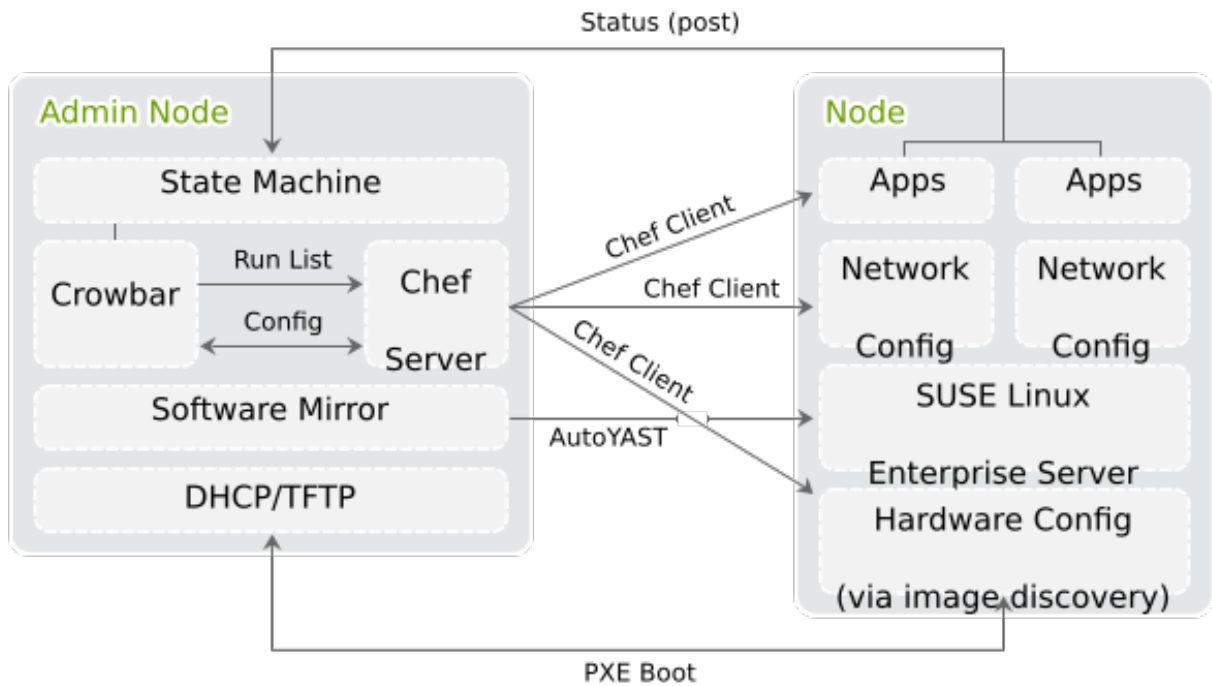 Status (post)
Admin Node
State Machine
Crowbar
Run List
Config
Chef
Server
Software Mirror
DHCP/TFTP
Chef Client
Chef Client
Chef Client
AutoYAST
Node
Apps
Apps
Network
Config
Network
Config
SUSE Linux
Enterprise Server
Hardware Config
(via image discovery)
PXE Boot